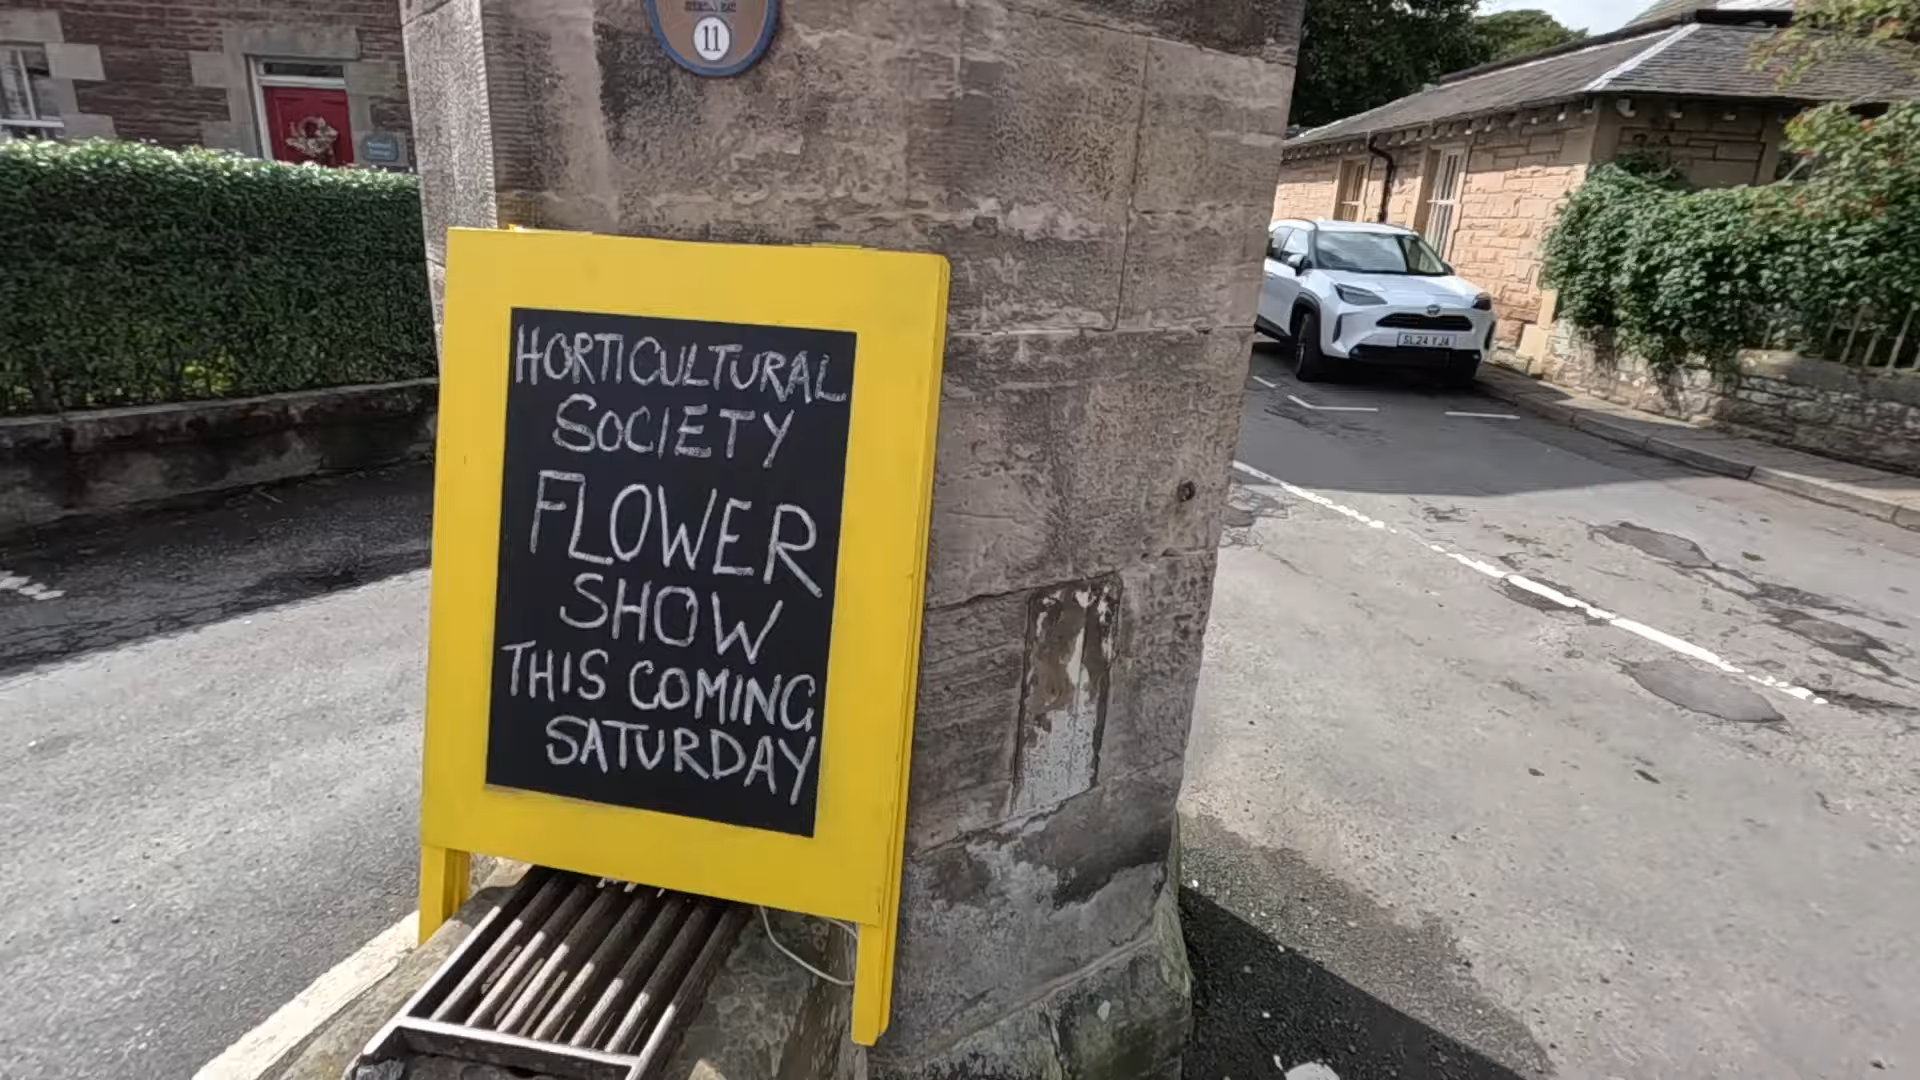 11
HORTICULTURAL
SOCIETY
FLOWER
SHOW
THIS COMING
SATURDAY
SL24 YJA